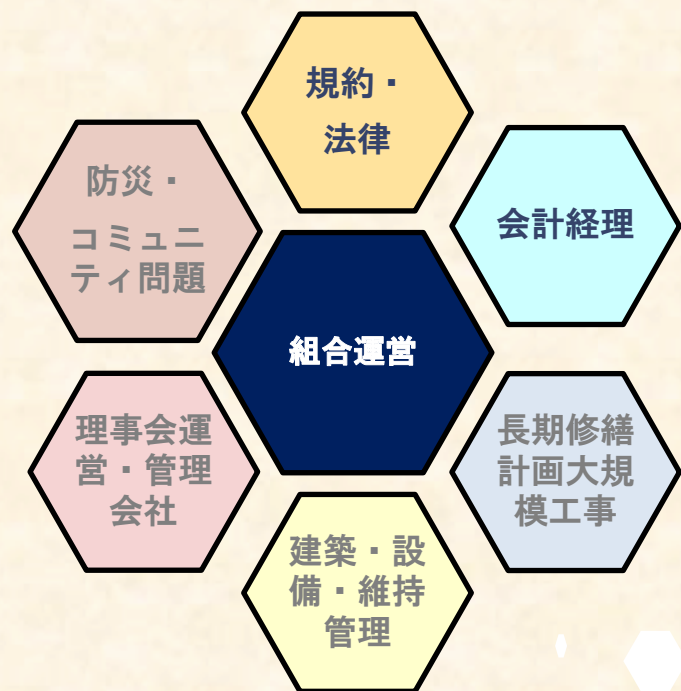 規約・
法律
会計経理
防災・
コミュニ
ティ問題
組合運営
理事会運
営・管理
会社
長期修繕
計画大規
模工事
建築・設
備・維持
管理